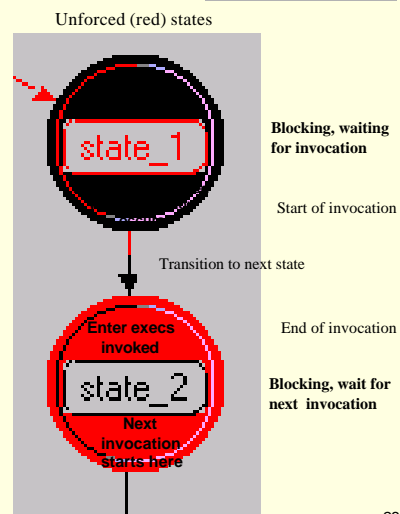 Unforced (red) states
state_1
Blocking, waiting
for invocation
Start of invocation
Transition to next state
Enter execs
invoked
End of invocation
state_2
Blocking, wait for
next invocation
Next
invocation
starts here